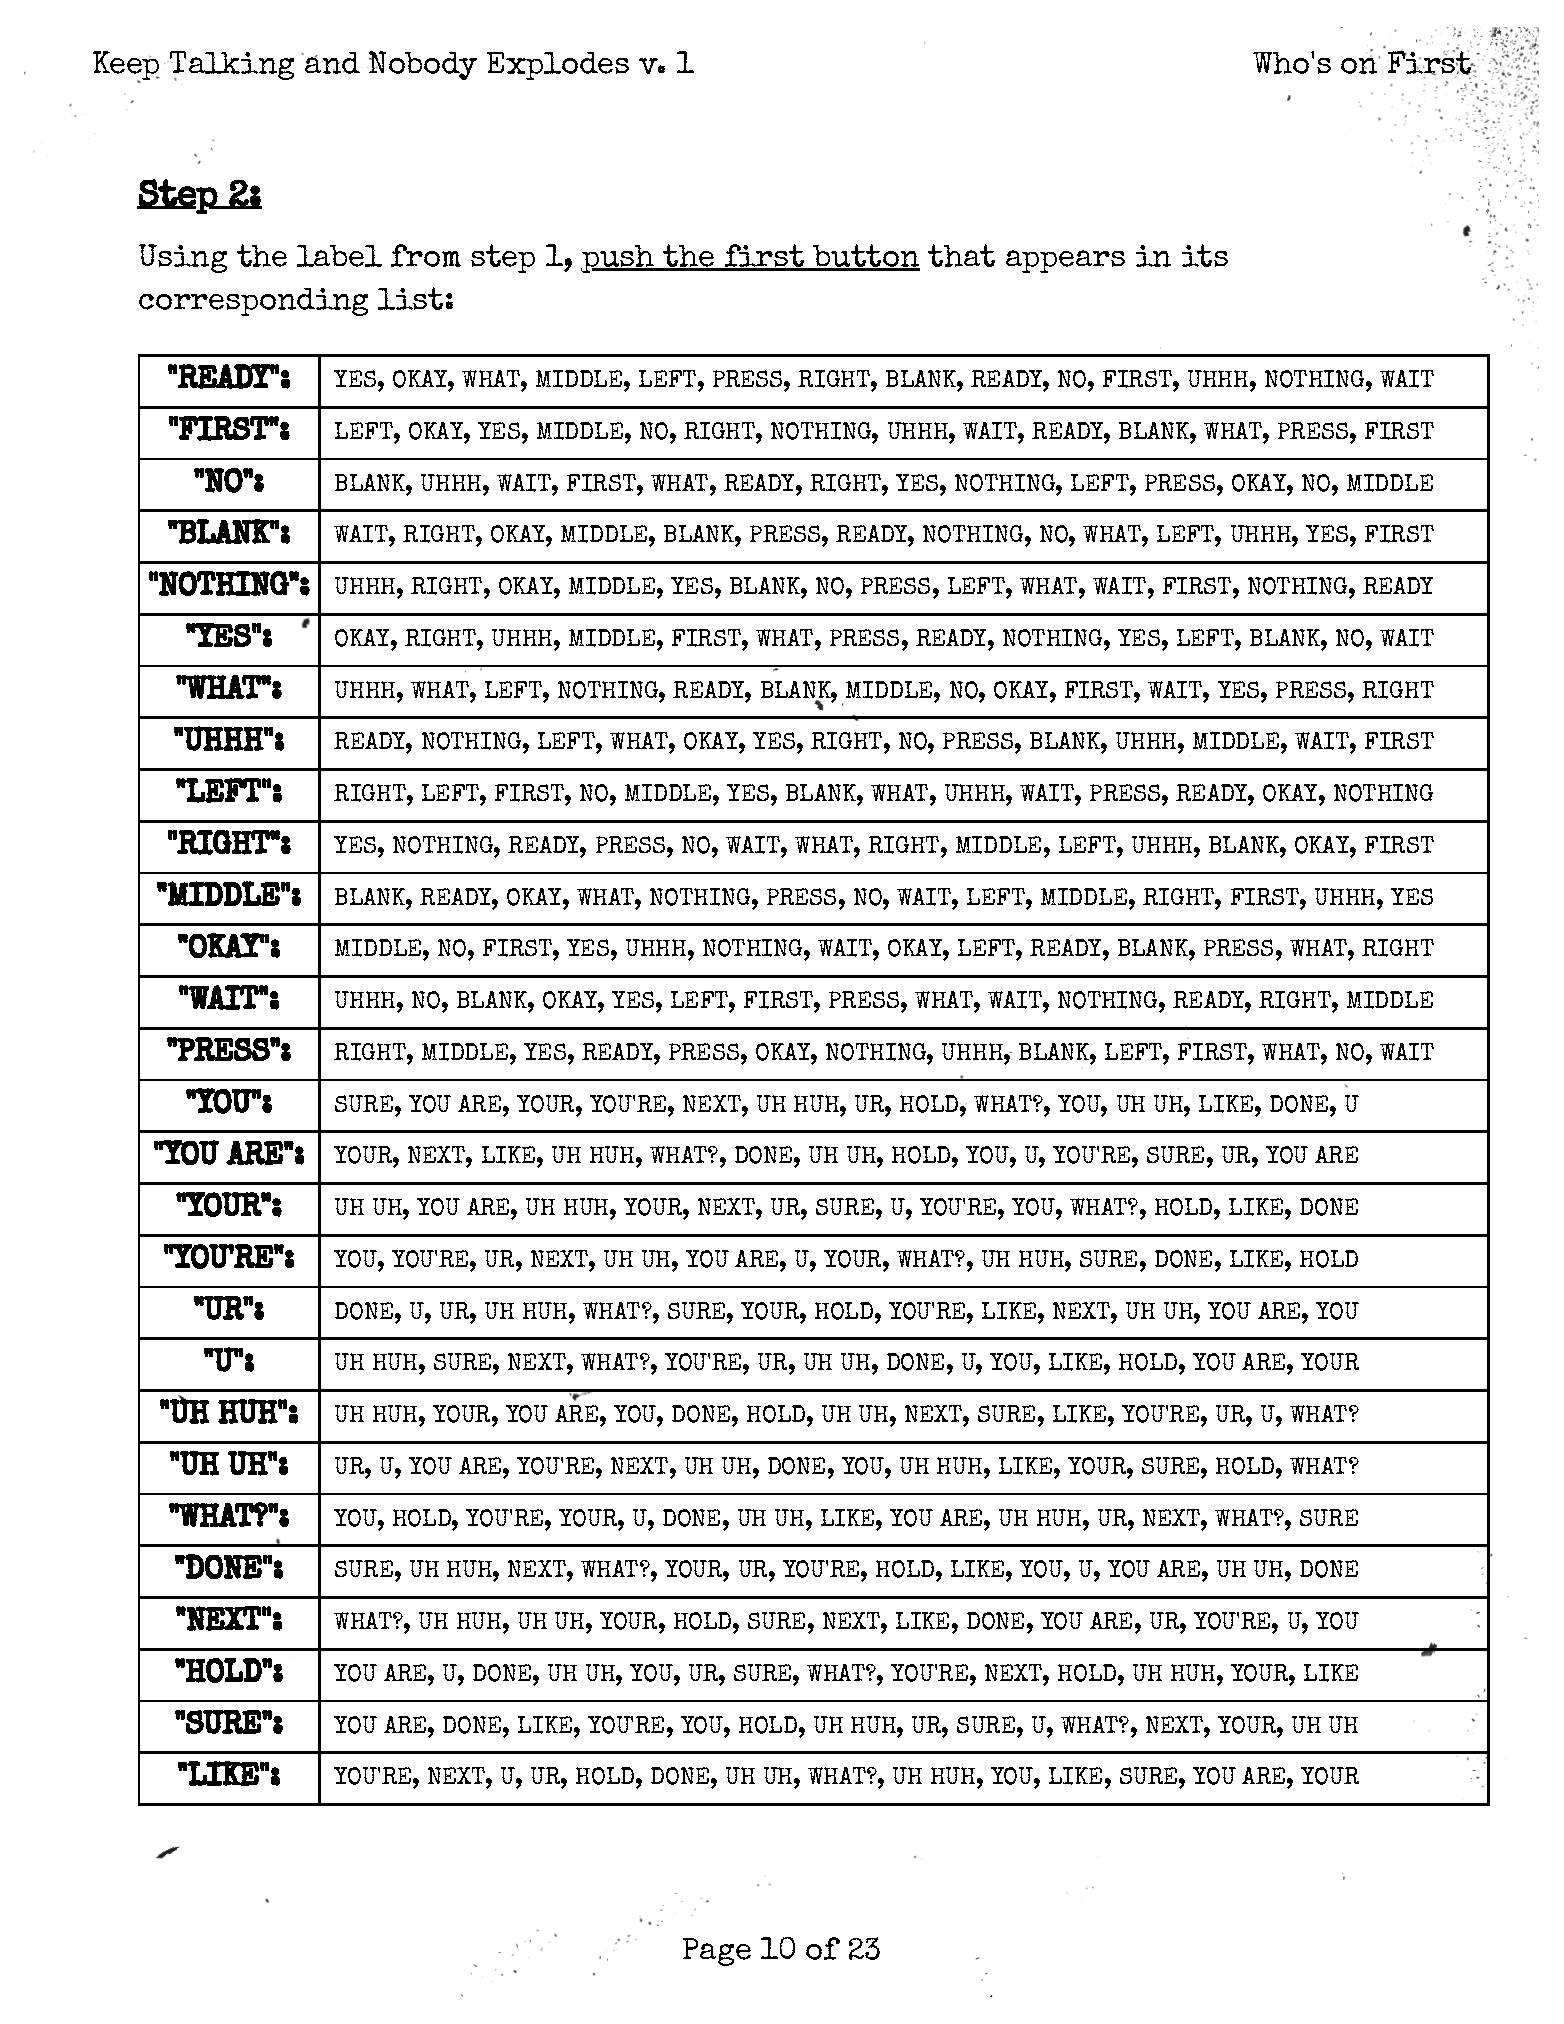 Keep Talking and Nobody Explodes v. 1
Who's on First
Step 2:
Using the label from step 1, push the first button that appears in its
corresponding list:
"READY": YES, OKAY, WHAT, MIDDLE, LEFT, PRESS, RIGHT, BLANK, READY, NO, FIRST, UHHH, NOTHING, WAIT
"FIRST": LEFT, OKAY, YES, MIDDLE, NO, RIGHT, NOTHING, UHHH, WAIT, READY, BLANK, WHAT, PRESS, FIRST
"NO": BLANK, UHHH, WAIT, FIRST, WHAT, READY, RIGHT, YES, NOTHING, LEFT, PRESS, OKAY, NO, MIDDLE
"BLANK": WAIT, RIGHT, OKAY, MIDDLE, BLANK, PRESS, READY, NOTHING, NO, WHAT, LEFT, UHHH, YES, FIRST
"NOTHING": UHHH, RIGHT, OKAY, MIDDLE, YES, BLANK, NO, PRESS, LEFT, WHAT, WAIT, FIRST, NOTHING, READY
"YES": OKAY, RIGHT, UHHH, MIDDLE, FIRST, WHAT, PRESS, READY, NOTHING, YES, LEFT, BLANK, NO, WAIT
"WHAT": UHHH, WHAT, LEFT, NOTHING, READY, BLANK, MIDDLE, NO, OKAY, FIRST, WAIT, YES, PRESS, RIGHT
"UHHH": READY, NOTHING, LEFT, WHAT, OKAY, YES, RIGHT, NO, PRESS, BLANK, UHHH, MIDDLE, WAIT, FIRST
"LEFT": RIGHT, LEFT, FIRST, NO, MIDDLE, YES, BLANK, WHAT, UHHH, WAIT, PRESS, READY, OKAY, NOTHING
"RIGHT": YES, NOTHING, READY, PRESS, NO, WAIT, WHAT, RIGHT, MIDDLE, LEFT, UHHH, BLANK, OKAY, FIRST
"MIDDLE": BLANK, READY, OKAY, WHAT, NOTHING, PRESS, NO, WAIT, LEFT, MIDDLE, RIGHT, FIRST, UHHH, YES
"OKAY": MIDDLE, NO, FIRST, YES, UHHH, NOTHING, WAIT, OKAY, LEFT, READY, BLANK, PRESS, WHAT, RIGHT
"WAIT": UHHH, NO, BLANK, OKAY, YES, LEFT, FIRST, PRESS, WHAT, WAIT, NOTHING, READY, RIGHT, MIDDLE
"PRESS": RIGHT, MIDDLE, YES, READY, PRESS, OKAY, NOTHING, UHHH, BLANK, LEFT, FIRST, WHAT, NO, WAIT
"YOU": SURE, YOU ARE, YOUR, YOU'RE, NEXT, UH HUH, UR, HOLD, WHAT?, YOU, UH UH, LIKE, DONE, U
"YOU ARE": YOUR, NEXT, LIKE, UH HUH, WHAT?, DONE, UH UH, HOLD, YOU, U, YOU'RE, SURE, UR, YOU ARE
"YOUR": UH UH, YOU ARE, UH HUH, YOUR, NEXT, UR, SURE, U, YOU'RE, YOU, WHAT?, HOLD, LIKE, DONE
"YOU'RE": YOU, YOU'RE, UR, NEXT, UH UH, YOU ARE, U, YOUR, WHAT?, UH HUH, SURE, DONE, LIKE, HOLD
"UR": DONE, U, UR, UH HUH, WHAT?, SURE, YOUR, HOLD, YOU'RE, LIKE, NEXT, UH UH, YOU ARE, YOU
"U": UH HUH, SURE, NEXT, WHAT?, YOU'RE, UR, UH UH, DONE, U, YOU, LIKE, HOLD, YOU ARE, YOUR
"UH HUH": UH HUH, YOUR, YOU ARE, YOU, DONE, HOLD, UH UH, NEXT, SURE, LIKE, YOU'RE, UR, U, WHAT?
"UH UH": UR, U, YOU ARE, YOU'RE, NEXT, UH UH, DONE, YOU, UH HUH, LIKE, YOUR, SURE, HOLD, WHAT?
"WHAT?": YOU, HOLD, YOU'RE, YOUR, U, DONE, UH UH, LIKE, YOU ARE, UH HUH, UR, NEXT, WHAT?, SURE
"DONE": SURE, UH HUH, NEXT, WHAT?, YOUR, UR, YOU'RE, HOLD, LIKE, YOU, U, YOU ARE, UH UH, DONE
"NEXT": WHAT?, UH HUH, UH UH, YOUR, HOLD, SURE, NEXT, LIKE, DONE, YOU ARE, UR, YOU'RE, U, YOU
"HOLD": YOU ARE, U, DONE, UH UH, YOU, UR, SURE, WHAT?, YOU'RE, NEXT, HOLD, UH HUH, YOUR, LIKE
"SURE": YOU ARE, DONE, LIKE, YOU'RE, YOU, HOLD, UH HUH, UR, SURE, U, WHAT?, NEXT, YOUR, UH UH
"LIKE": YOU'RE, NEXT, U, UR, HOLD, DONE, UH UH, WHAT?, UH HUH, YOU, LIKE, SURE, YOU ARE, YOUR
Page 10 of 23